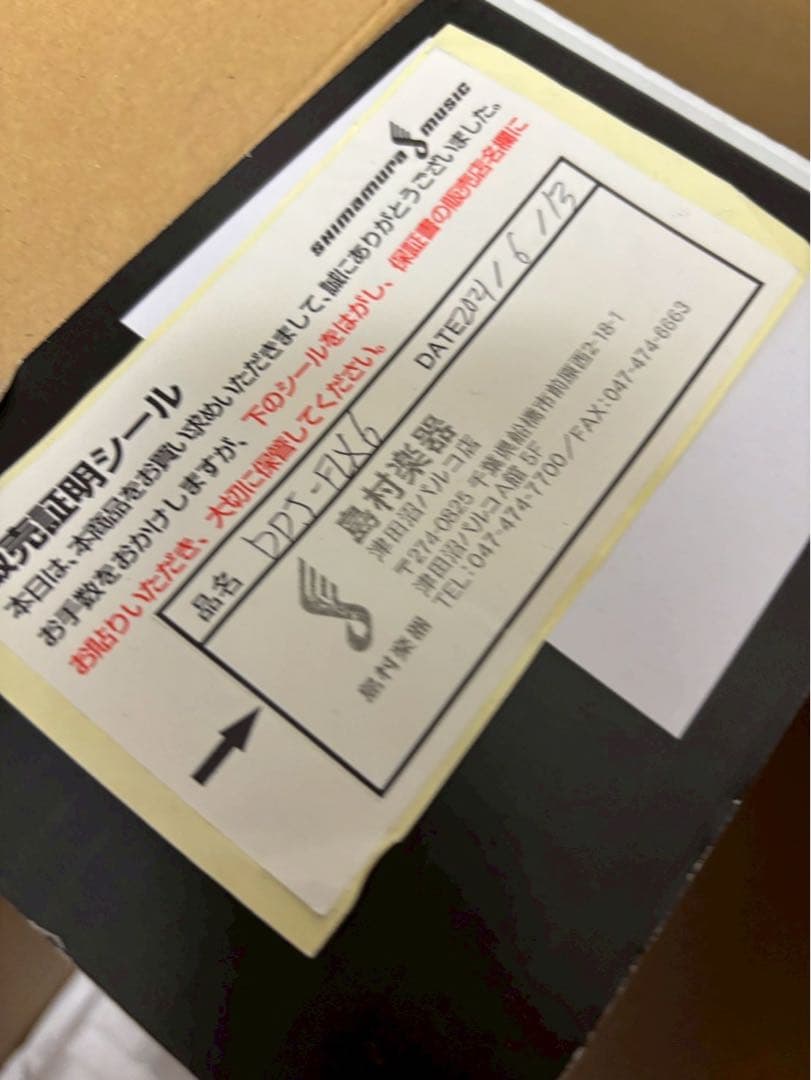 shimamura music
販売証明シール
本日は、本商品をお買い求めいただきまして、誠にありがとうございました。
お手数をおかけしますが、下のシールをはがし、保証書の販売店名欄に
お貼りいただき、大切に保管してください。
品名 DDJ-FLX6 DATE 2021/6/13
島村楽器
津田沼パルコ店
〒274-0825 千葉県船橋市前原西2-18-1
津田沼パルコA館 5F
TEL:047-474-7700/FAX:047-474-6663
島村楽器